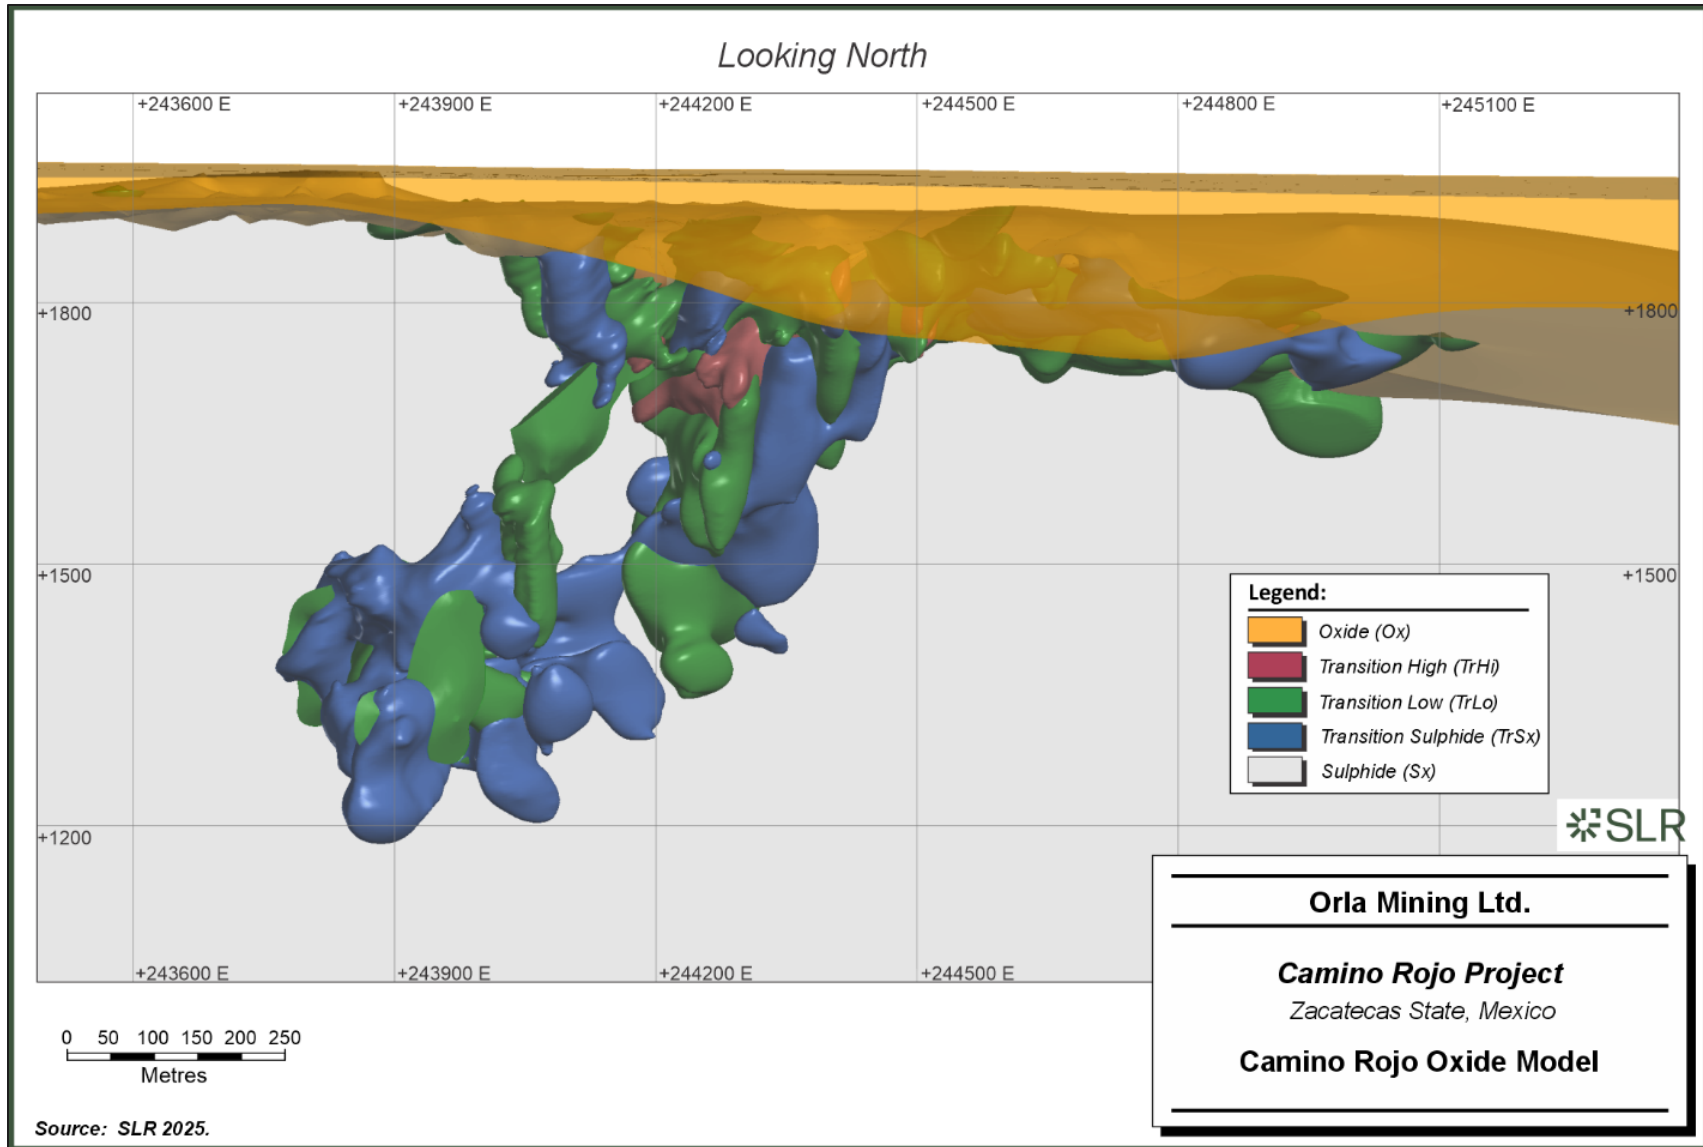 Looking North
+243600 E
+243900 E
+244200 E
+244500 E
+244800 E
+245100 E
+1800
+1800
+1500
+1500
+1200
+243600 E
+243900 E
+244200 E
+244500 E
Legend:
Oxide (Ox)
Transition High (TrHi)
Transition Low (TrLo)
Transition Sulphide (TrSx)
Sulphide (Sx)
SLR
Orla Mining Ltd.
Camino Rojo Project
Zacatecas State, Mexico
Camino Rojo Oxide Model
0 50 100 150 200 250
Metres
Source: SLR 2025.